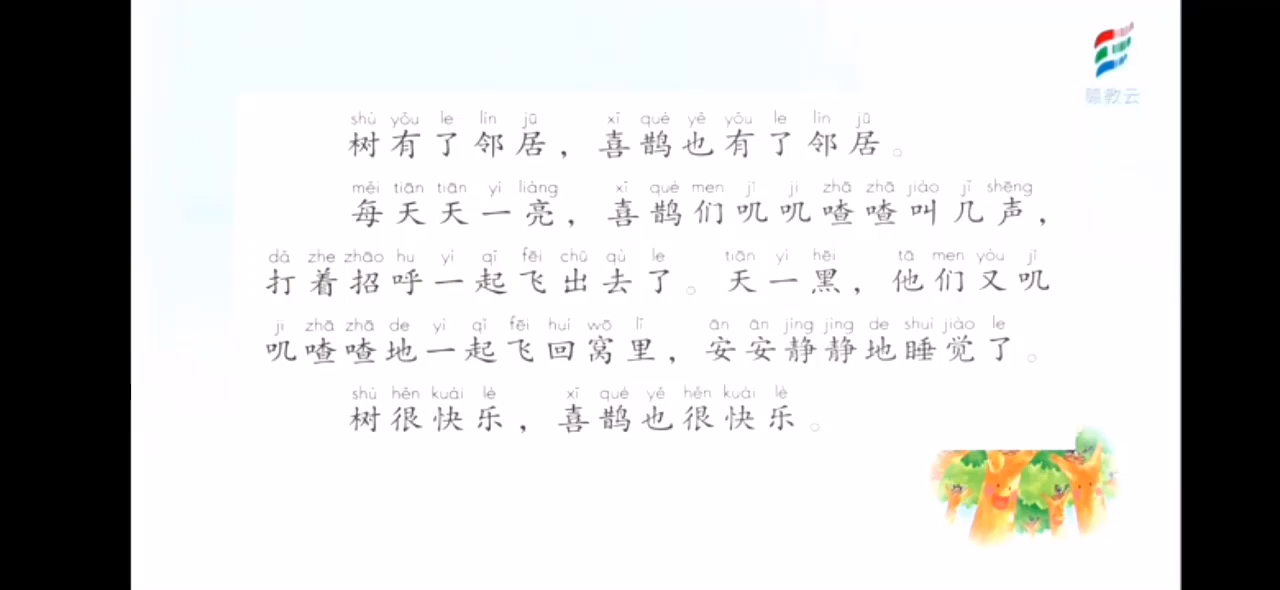 赣教云
shù yǒu le lín jū xǐ què yě yǒu le lín jū
树有了邻居，喜鹊也有了邻居。
měi tiān tiān yí liàng xǐ què men jī ji zhā zhā jiào jǐ shēng
每天天一亮，喜鹊们叽叽喳喳叫几声，
dǎ zhe zhāo hu yì qǐ fēi chū qù le tiān yì hēi tā men yòu jī
打着招呼一起飞出去了。天一黑，他们又叽
ji zhā zhā de yì qǐ fēi huí wō lǐ ān ān jìng jìng de shuì jiào le
叽喳喳地一起飞回窝里，安安静静地睡觉了。
shù hěn kuài lè xǐ què yě hěn kuài lè
树很快乐，喜鹊也很快乐。